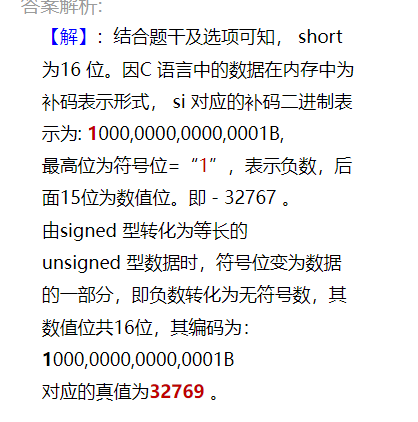 答案解析:
【解】：结合题干及选项可知， short
为16 位。因C 语言中的数据在内存中为
补码表示形式， si 对应的补码二进制表
示为: 1000,0000,0000,0001B,
最高位为符号位=“1”，表示负数，后
面15位为数值位。即－32767 。
由signed 型转化为等长的
unsigned 型数据时，符号位变为数据
的一部分，即负数转化为无符号数，其
数值位共16位，其编码为：
1000,0000,0000,0001B
对应的真值为32769 。